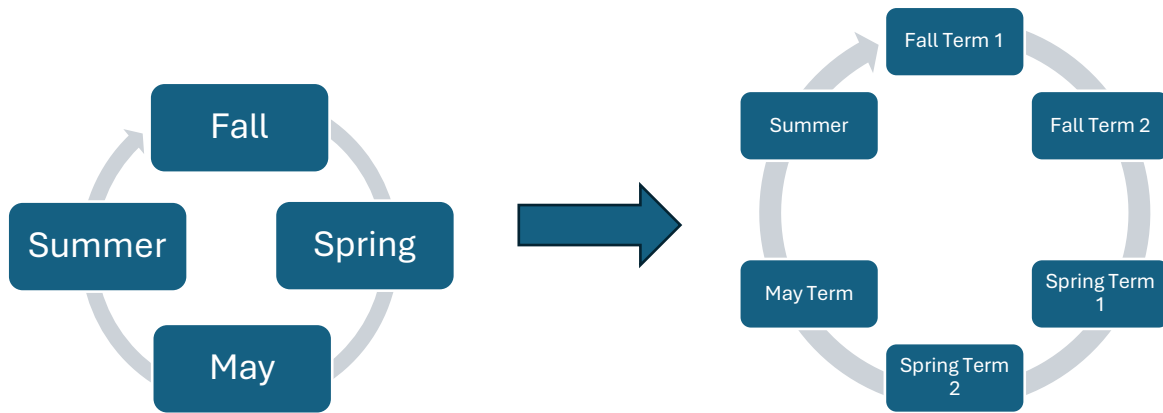 Fall
Spring
May
Summer
Fall Term 1
Fall Term 2
Spring Term
1
Spring Term
2
May Term
Summer